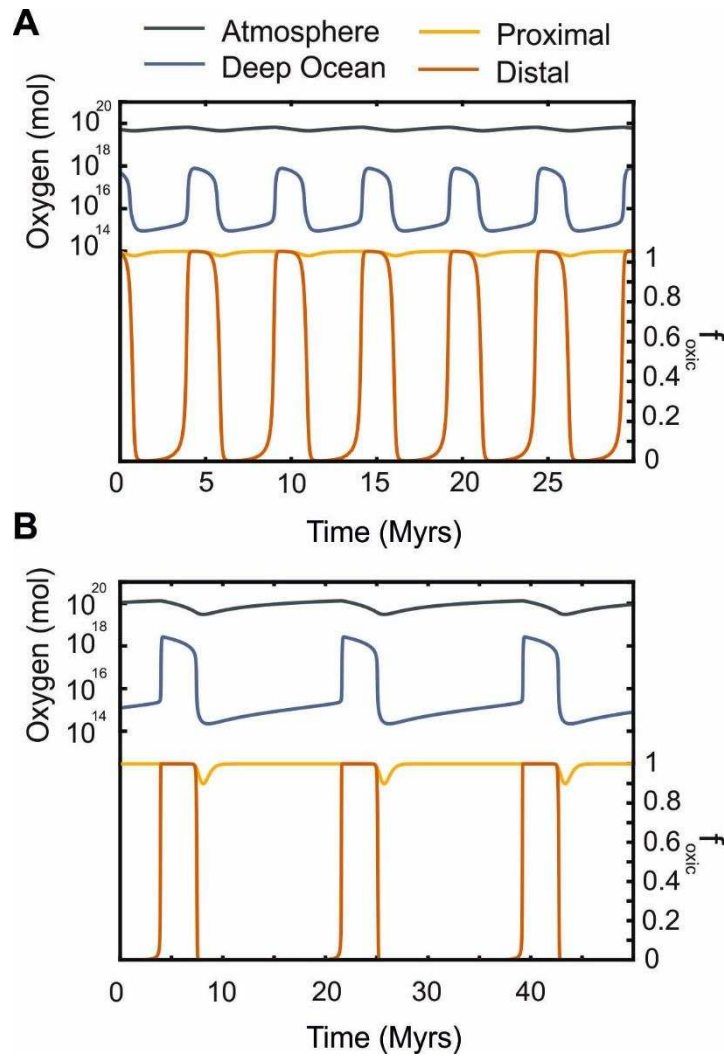 A
Atmosphere Proximal
Deep Ocean Distal
Oxygen (mol)
10^20
10^18
10^16
10^14
1
0.8
0.6
0.4
0.2
0
f_oxic
0 5 10 15 20 25
Time (Myrs)
B
Oxygen (mol)
10^20
10^18
10^16
10^14
1
0.8
0.6
0.4
0.2
0
f_oxic
0 10 20 30 40
Time (Myrs)